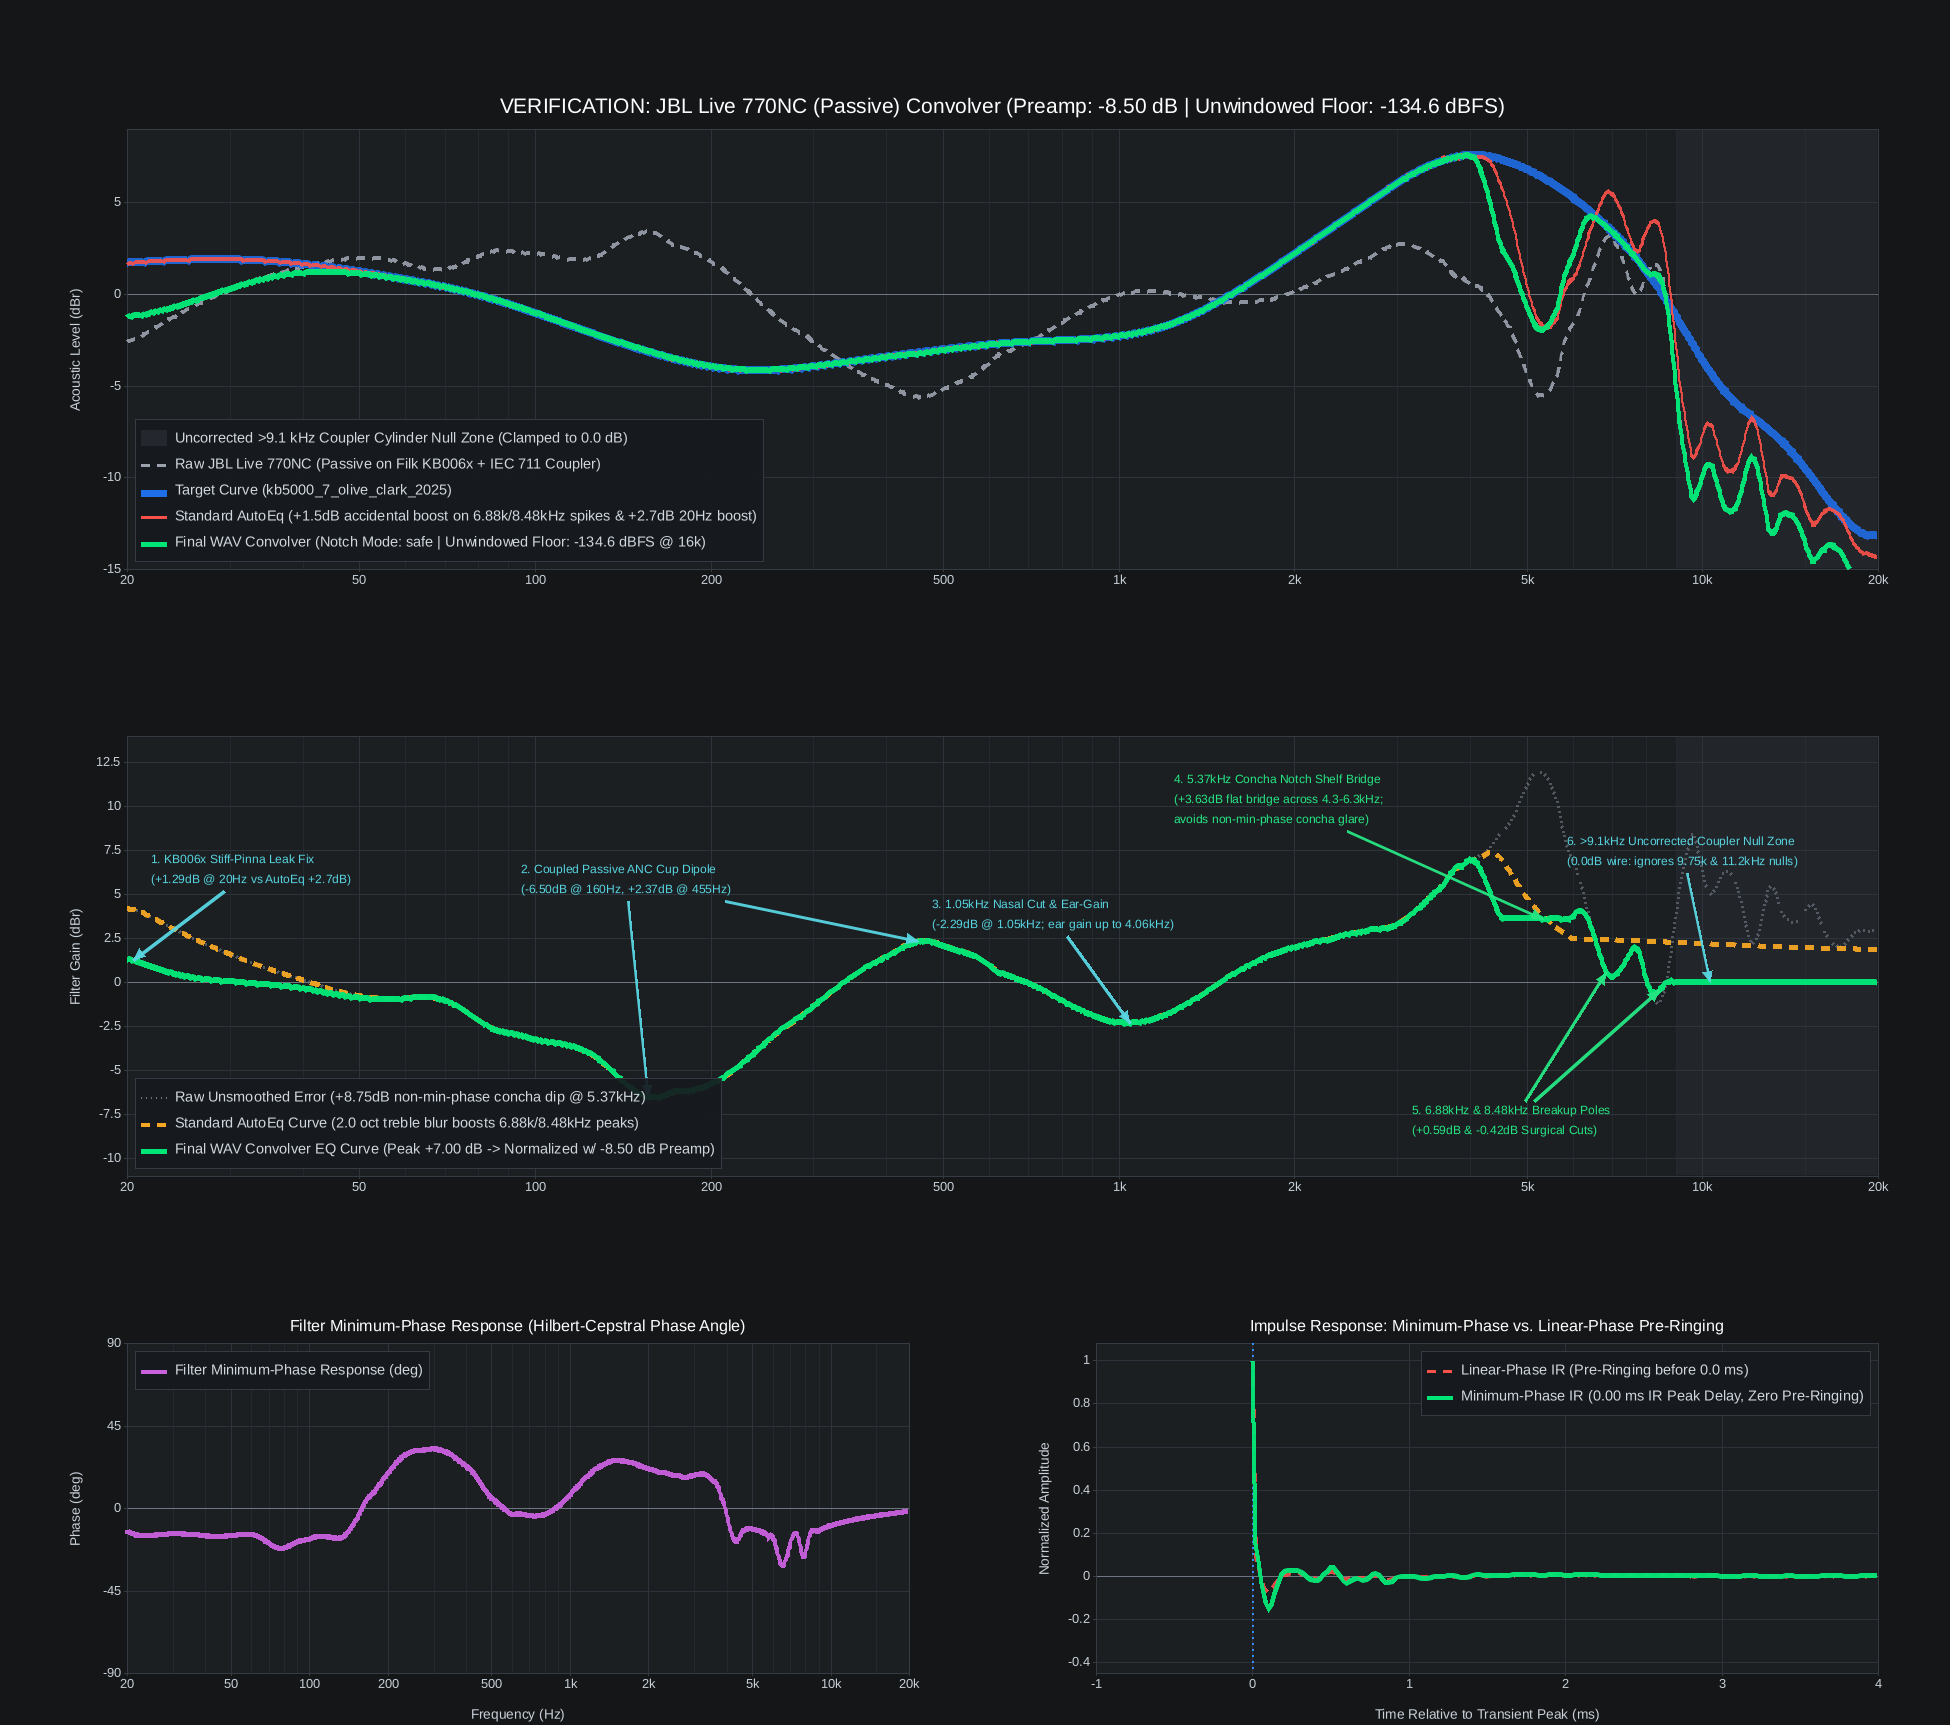 VERIFICATION: JBL Live 770NC (Passive) Convolver (Preamp: -8.50 dB | Unwindowed Floor: -134.6 dBFS)
Acoustic Level (dBr)
5
0
-5
-10
-15
Uncorrected >9.1 kHz Coupler Cylinder Null Zone (Clamped to 0.0 dB)
Raw JBL Live 770NC (Passive on Filk KB006x + IEC 711 Coupler)
Target Curve (kb5000_7_olive_clark_2025)
Standard AutoEq (+1.5dB accidental boost on 6.88k/8.48kHz spikes & +2.7dB 20Hz boost)
Final WAV Convolver (Notch Mode: safe | Unwindowed Floor: -134.6 dBFS @ 16k)
20 50 100 200 500 1k 2k 5k 10k 20k
Filter Gain (dBr)
12.5
10
7.5
5
2.5
0
-2.5
-5
-7.5
-10
1. KB006x Stiff-Pinna Leak Fix
(+1.29dB @ 20Hz vs AutoEq +2.7dB)
2. Coupled Passive ANC Cup Dipole
(-6.50dB @ 160Hz, +2.37dB @ 455Hz)
3. 1.05kHz Nasal Cut & Ear-Gain
(-2.29dB @ 1.05kHz; ear gain up to 4.06kHz)
4. 5.37kHz Concha Notch Shelf Bridge
(+3.63dB flat bridge across 4.3-6.3kHz;
avoids non-min-phase concha glare)
6. >9.1kHz Uncorrected Coupler Null Zone
(0.0dB wire: ignores 9.75k & 11.2kHz nulls)
5. 6.88kHz & 8.48kHz Breakup Poles
(+0.59dB & -0.42dB Surgical Cuts)
Raw Unsmoothed Error (+8.75dB non-min-phase concha dip @ 5.37kHz)
Standard AutoEq Curve (2.0 oct treble blur boosts 6.88k/8.48kHz peaks)
Final WAV Convolver EQ Curve (Peak +7.00 dB -> Normalized w/ -8.50 dB Preamp)
20 50 100 200 500 1k 2k 5k 10k 20k
Filter Minimum-Phase Response (Hilbert-Cepstral Phase Angle)
Phase (deg)
90
45
0
-45
-90
Filter Minimum-Phase Response (deg)
20 50 100 200 500 1k 2k 5k 10k 20k
Frequency (Hz)
Impulse Response: Minimum-Phase vs. Linear-Phase Pre-Ringing
Normalized Amplitude
1
0.8
0.6
0.4
0.2
0
-0.2
-0.4
Linear-Phase IR (Pre-Ringing before 0.0 ms)
Minimum-Phase IR (0.00 ms IR Peak Delay, Zero Pre-Ringing)
-1 0 1 2 3 4
Time Relative to Transient Peak (ms)